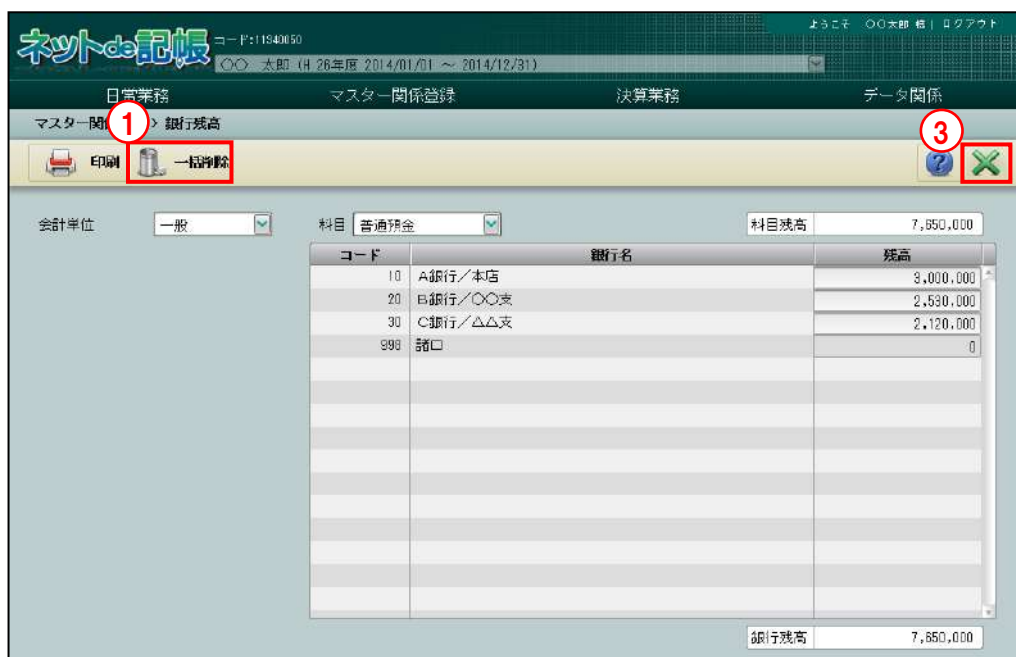 ようこそ 〇〇太郎 様 | ログアウト
ネットde記帳 コード:11940050
〇〇 太郎 (H 26年度 2014/01/01 ～ 2014/12/31)
日常業務 マスター関係登録 決算業務 データ関係
マスター関 > 銀行残高
1 3
印刷 一括削除 ?
会計単位 一般 科目 普通預金 科目残高 7,650,000
コード 銀行名 残高
10 A銀行／本店 3,000,000
20 B銀行／〇〇支 2,530,000
30 C銀行／△△支 2,120,000
998 諸口 0
銀行残高 7,650,000